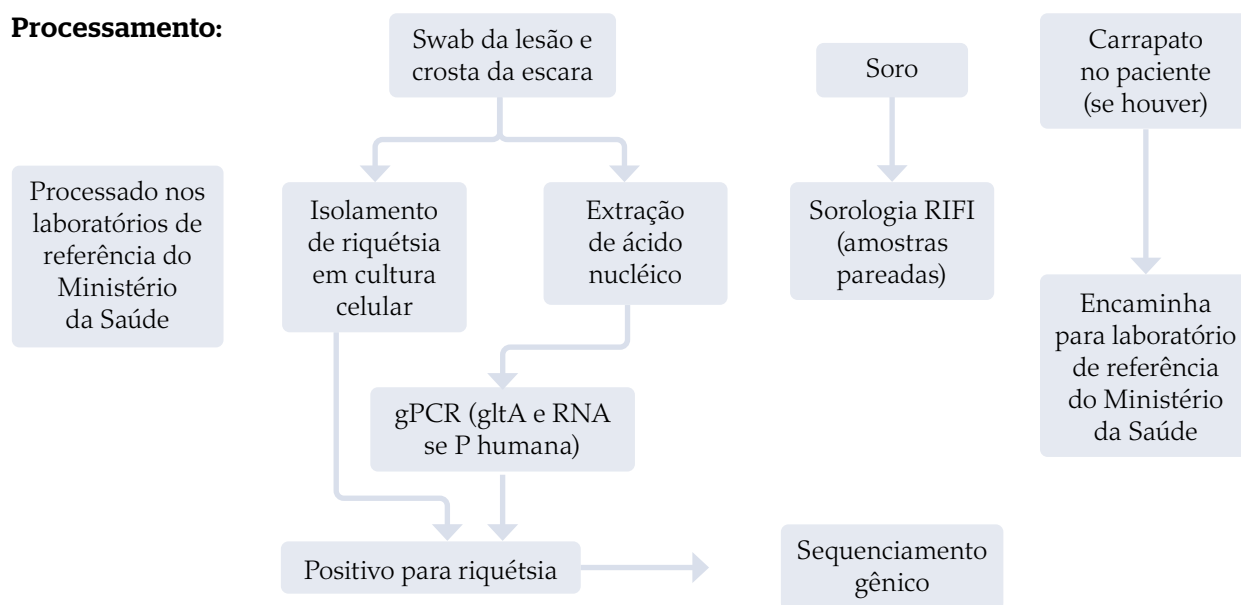 Processamento:
Swab da lesão e
crosta da escara
Soro
Carrapato
no paciente
(se houver)
Processado nos
laboratórios de
referência do
Ministério
da Saúde
Isolamento
de riquétsia
em cultura
celular
Extração
de ácido
nucléico
Sorologia RIFI
(amostras
pareadas)
Encaminha
para laboratório
de referência
do Ministério
da Saúde
gPCR (gltA e RNA
se P humana)
Positivo para riquétsia
Sequenciamento
gênico